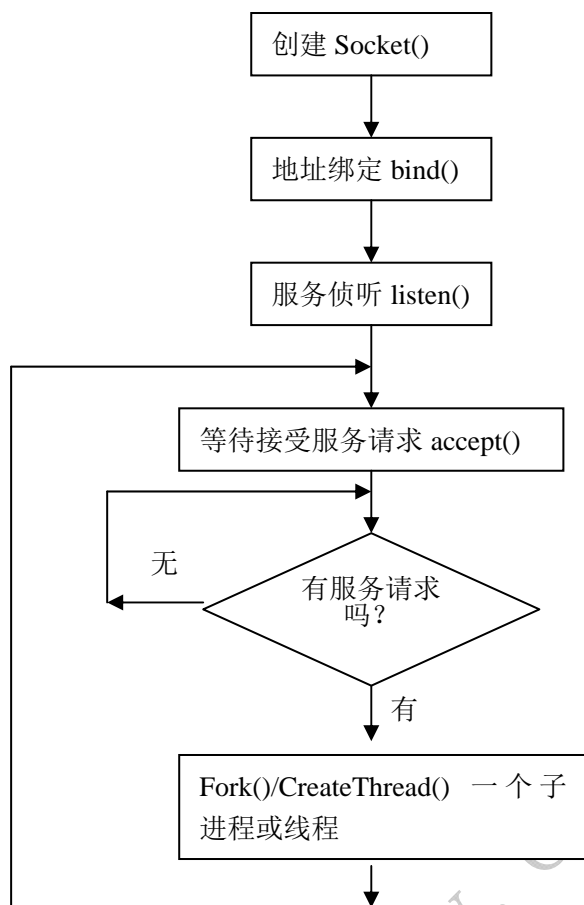 创建 Socket()
地址绑定 bind()
服务侦听 listen()
等待接受服务请求 accept()
无
有服务请求
吗?
有
Fork()/CreateThread() 一 个 子
进程或线程